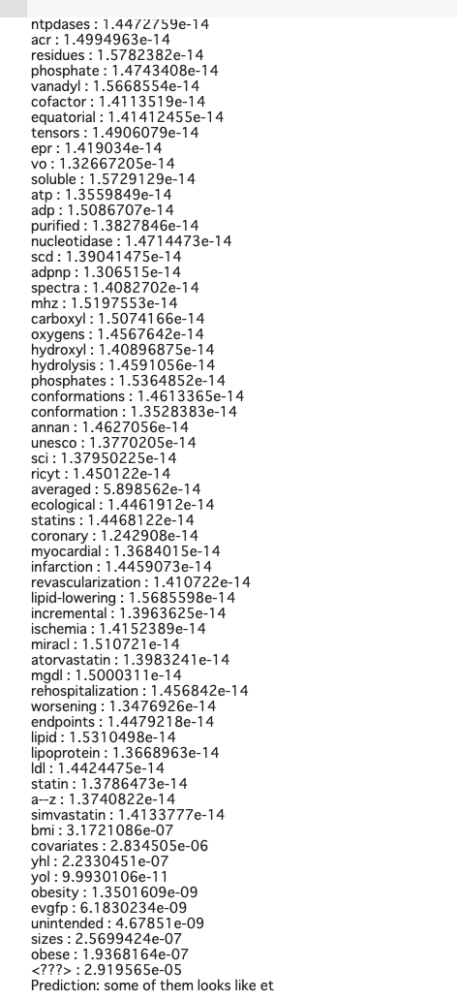 ntpdases : 1.4472759e-14
acr : 1.4994963e-14
residues : 1.5782382e-14
phosphate : 1.4743408e-14
vanadyl : 1.5668554e-14
cofactor : 1.4113519e-14
equatorial : 1.41412455e-14
tensors : 1.4906079e-14
epr : 1.419034e-14
vo : 1.32667205e-14
soluble : 1.5729129e-14
atp : 1.3559849e-14
adp : 1.5086707e-14
purified : 1.3827846e-14
nucleotidase : 1.4714473e-14
scd : 1.39041475e-14
adpnp : 1.306515e-14
spectra : 1.4082702e-14
mhz : 1.5197553e-14
carboxyl : 1.5074166e-14
oxygens : 1.4567642e-14
hydroxyl : 1.40896875e-14
hydrolysis : 1.4591056e-14
phosphates : 1.5364852e-14
conformations : 1.4613365e-14
conformation : 1.3528383e-14
annan : 1.4627056e-14
unesco : 1.3770205e-14
sci : 1.37950225e-14
ricyt : 1.450122e-14
averaged : 5.898562e-14
ecological : 1.4461912e-14
statins : 1.4468122e-14
coronary : 1.242908e-14
myocardial : 1.3684015e-14
infarction : 1.4459073e-14
revascularization : 1.410722e-14
lipid-lowering : 1.5685598e-14
incremental : 1.3963625e-14
ischemia : 1.4152389e-14
miracl : 1.510721e-14
atorvastatin : 1.3983241e-14
mgdl : 1.5000311e-14
rehospitalization : 1.456842e-14
worsening : 1.3476926e-14
endpoints : 1.4479218e-14
lipid : 1.5310498e-14
lipoprotein : 1.3668963e-14
ldl : 1.4424475e-14
statin : 1.3786473e-14
a--z : 1.3740822e-14
simvastatin : 1.4133777e-14
bmi : 3.1721086e-07
covariates : 2.834505e-06
yhl : 2.2330451e-07
yol : 9.9930106e-11
obesity : 1.3501609e-09
evgfp : 6.1830234e-09
unintended : 4.67851e-09
sizes : 2.5699424e-07
obese : 1.9368164e-07
<???> : 2.919565e-05
Prediction: some of them looks like et